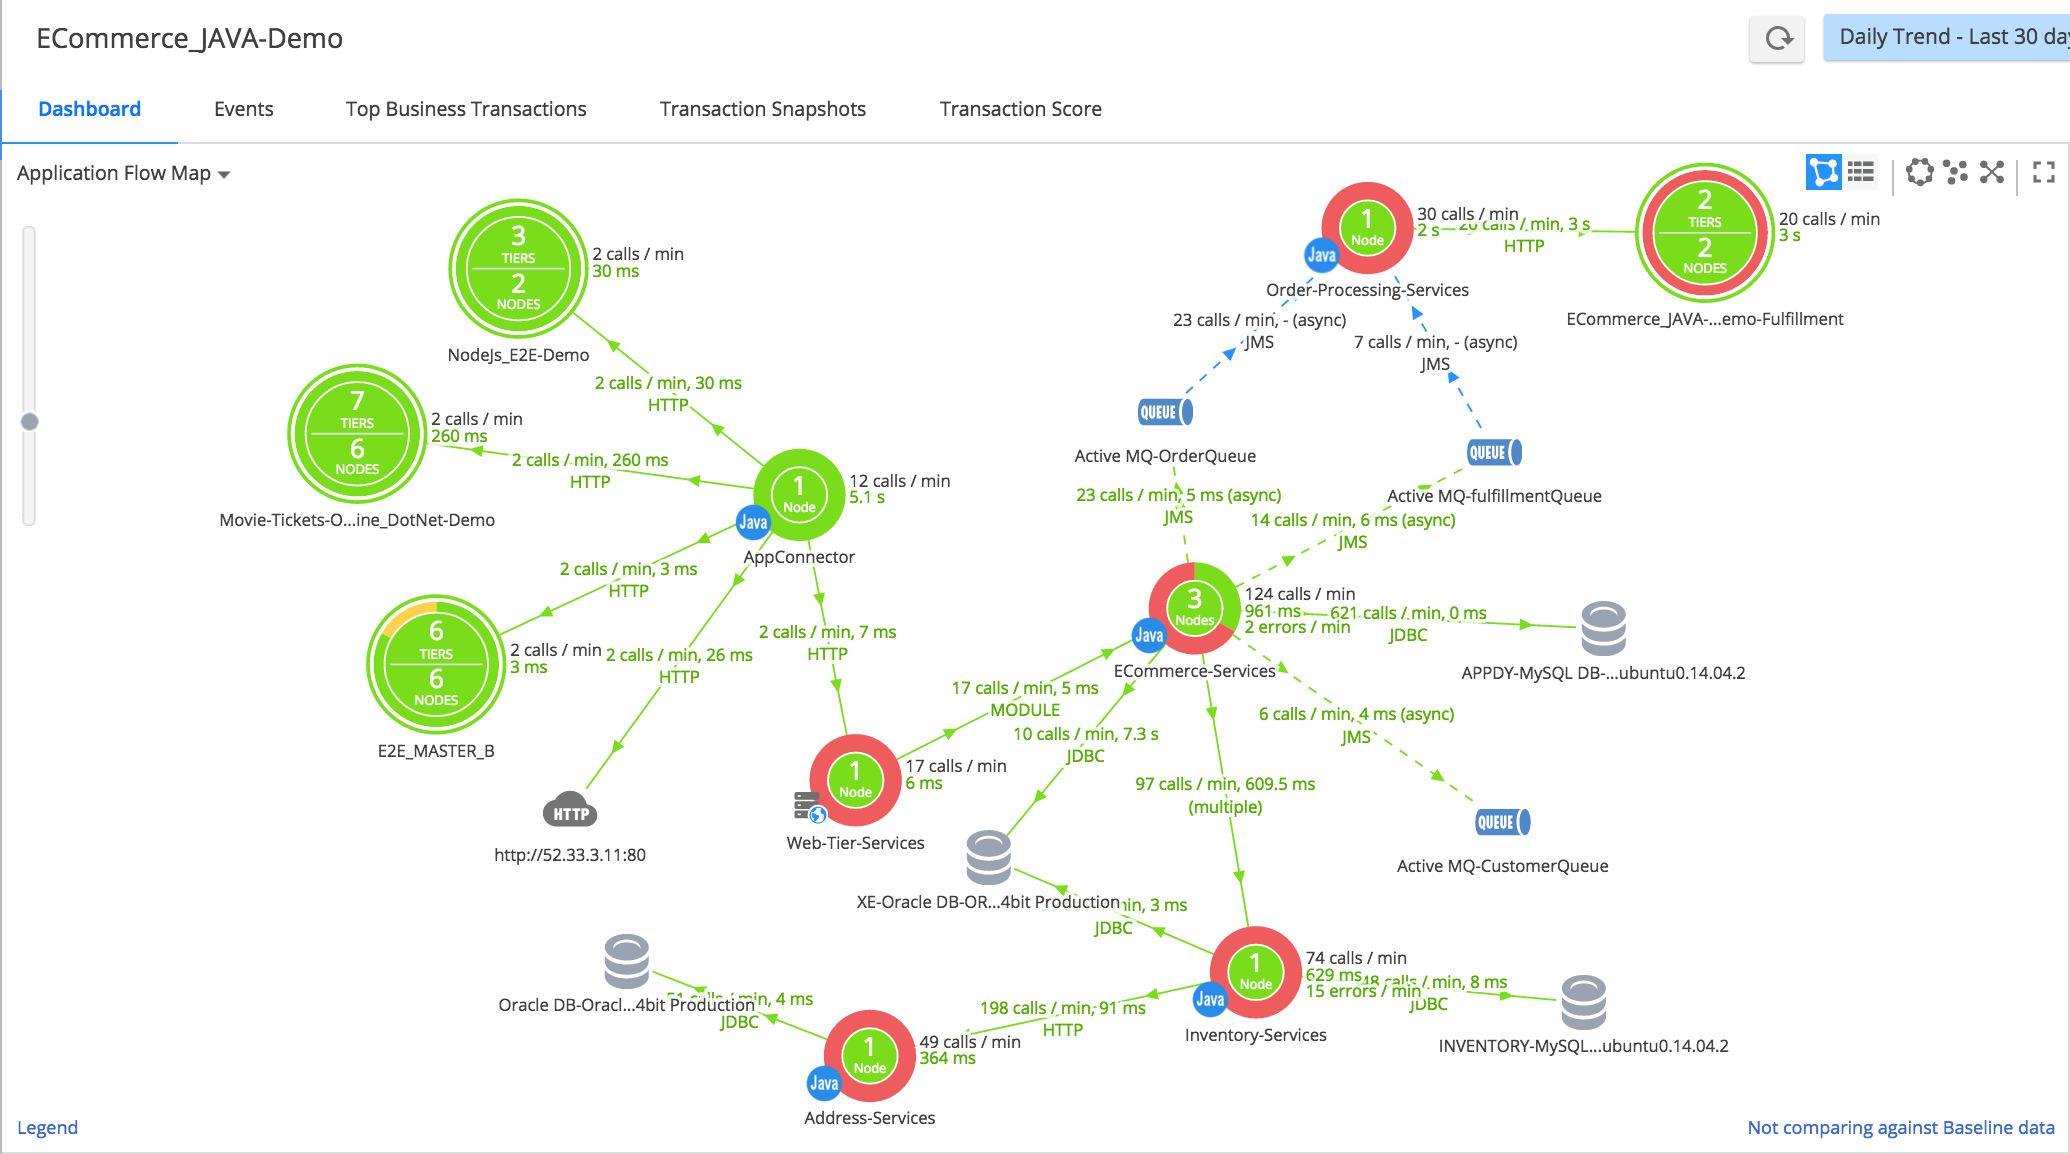 ECommerce_JAVA-Demo
Daily Trend - Last 30 day
Dashboard
Events
Top Business Transactions
Transaction Snapshots
Transaction Score
Application Flow Map
3
TIERS
2
NODES
2 calls / min
30 ms
NodeJs_E2E-Demo
1
Node
Java
30 calls / min
2 s
20 calls / min, 3 s
HTTP
Order-Processing-Services
2
TIERS
2
NODES
20 calls / min
3 s
ECommerce_JAVA-...emo-Fulfillment
23 calls / min, - (async)
JMS
7 calls / min, - (async)
JMS
2 calls / min, 30 ms
HTTP
7
TIERS
6
NODES
2 calls / min
260 ms
Movie-Tickets-O...ine_DotNet-Demo
2 calls / min, 260 ms
HTTP
QUEUE
Active MQ-OrderQueue
QUEUE
Active MQ-fulfillmentQueue
1
Node
Java
12 calls / min
5.1 s
AppConnector
23 calls / min, 5 ms (async)
JMS
14 calls / min, 6 ms (async)
JMS
2 calls / min, 3 ms
HTTP
6
TIERS
6
NODES
2 calls / min
3 ms
E2E_MASTER_B
2 calls / min, 26 ms
HTTP
2 calls / min, 7 ms
HTTP
3
Nodes
Java
124 calls / min
961 ms
2 errors / min
ECommerce-Services
621 calls / min, 0 ms
JDBC
APPDY-MySQL DB-...ubuntu0.14.04.2
17 calls / min, 5 ms
MODULE
10 calls / min, 7.3 s
JDBC
6 calls / min, 4 ms (async)
JMS
97 calls / min, 609.5 ms
(multiple)
1
Node
17 calls / min
6 ms
Web-Tier-Services
HTTP
http://52.33.3.11:80
QUEUE
Active MQ-CustomerQueue
XE-Oracle DB-OR...4bit Production
min, 3 ms
JDBC
1
Node
Java
74 calls / min
629 ms
15 errors / min
Inventory-Services
calls / min, 8 ms
JDBC
INVENTORY-MySQL...ubuntu0.14.04.2
Oracle DB-Oracl...4bit Production
51 calls / min, 4 ms
JDBC
198 calls / min, 91 ms
HTTP
1
Node
Java
49 calls / min
364 ms
Address-Services
Legend
Not comparing against Baseline data